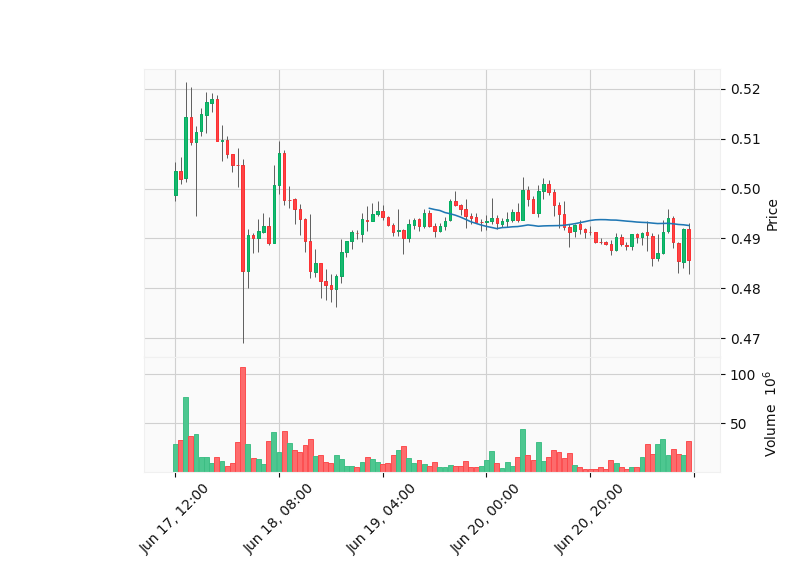 0.52
0.51
0.50
0.49
0.48
0.47
Price
100
50
Volume 10^6
Jun 17, 12:00
Jun 18, 08:00
Jun 19, 04:00
Jun 20, 00:00
Jun 20, 20:00